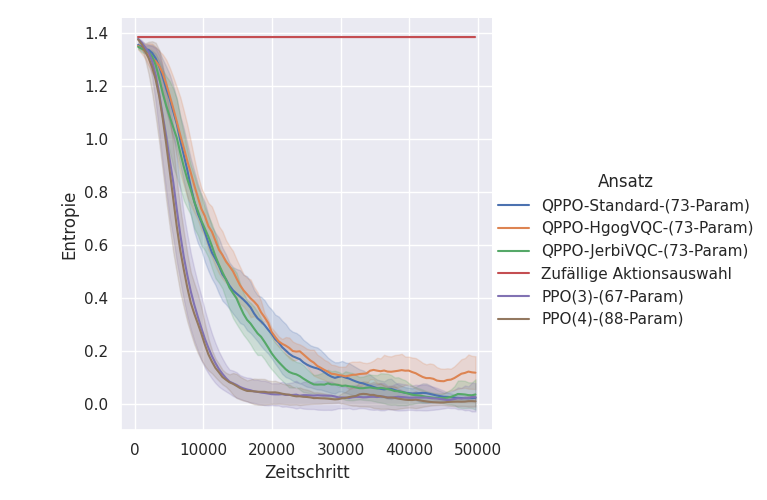 1.4
1.2
1.0
0.8
0.6
0.4
0.2
0.0
Entropie
0
10000
20000
30000
40000
50000
Zeitschritt
Ansatz
QPPO-Standard-(73-Param)
QPPO-HgogVQC-(73-Param)
QPPO-JerbiVQC-(73-Param)
Zufällige Aktionsauswahl
PPO(3)-(67-Param)
PPO(4)-(88-Param)